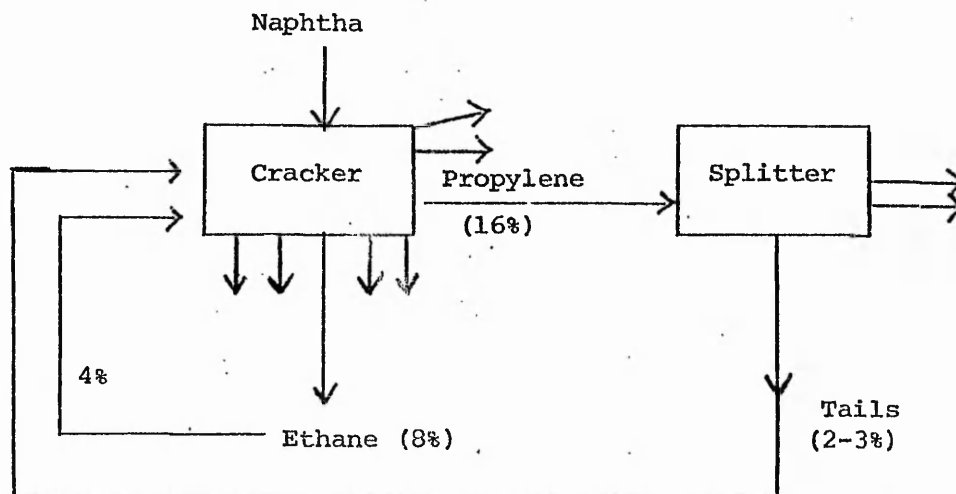 Naphtha
Cracker
Propylene
(16%)
Splitter
4%
Ethane (8%)
Tails
(2-3%)